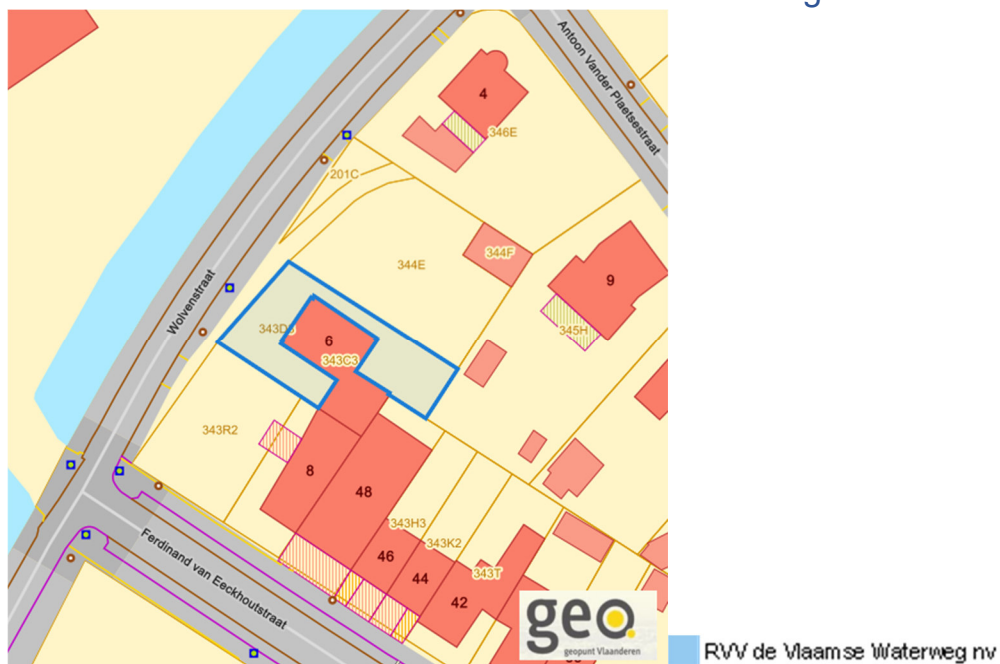 Antoon Vander Plaetsestraat
4
346E
201C
344F
344E
9
Wolvenstraat
345H
6
343C3
343R2
8
48
343H3
343K2
46
44
343T
42
Ferdinand van Eeckhoutstraat
geo.
geopunt Vlaanderen
RVV de Vlaamse Waterweg nv